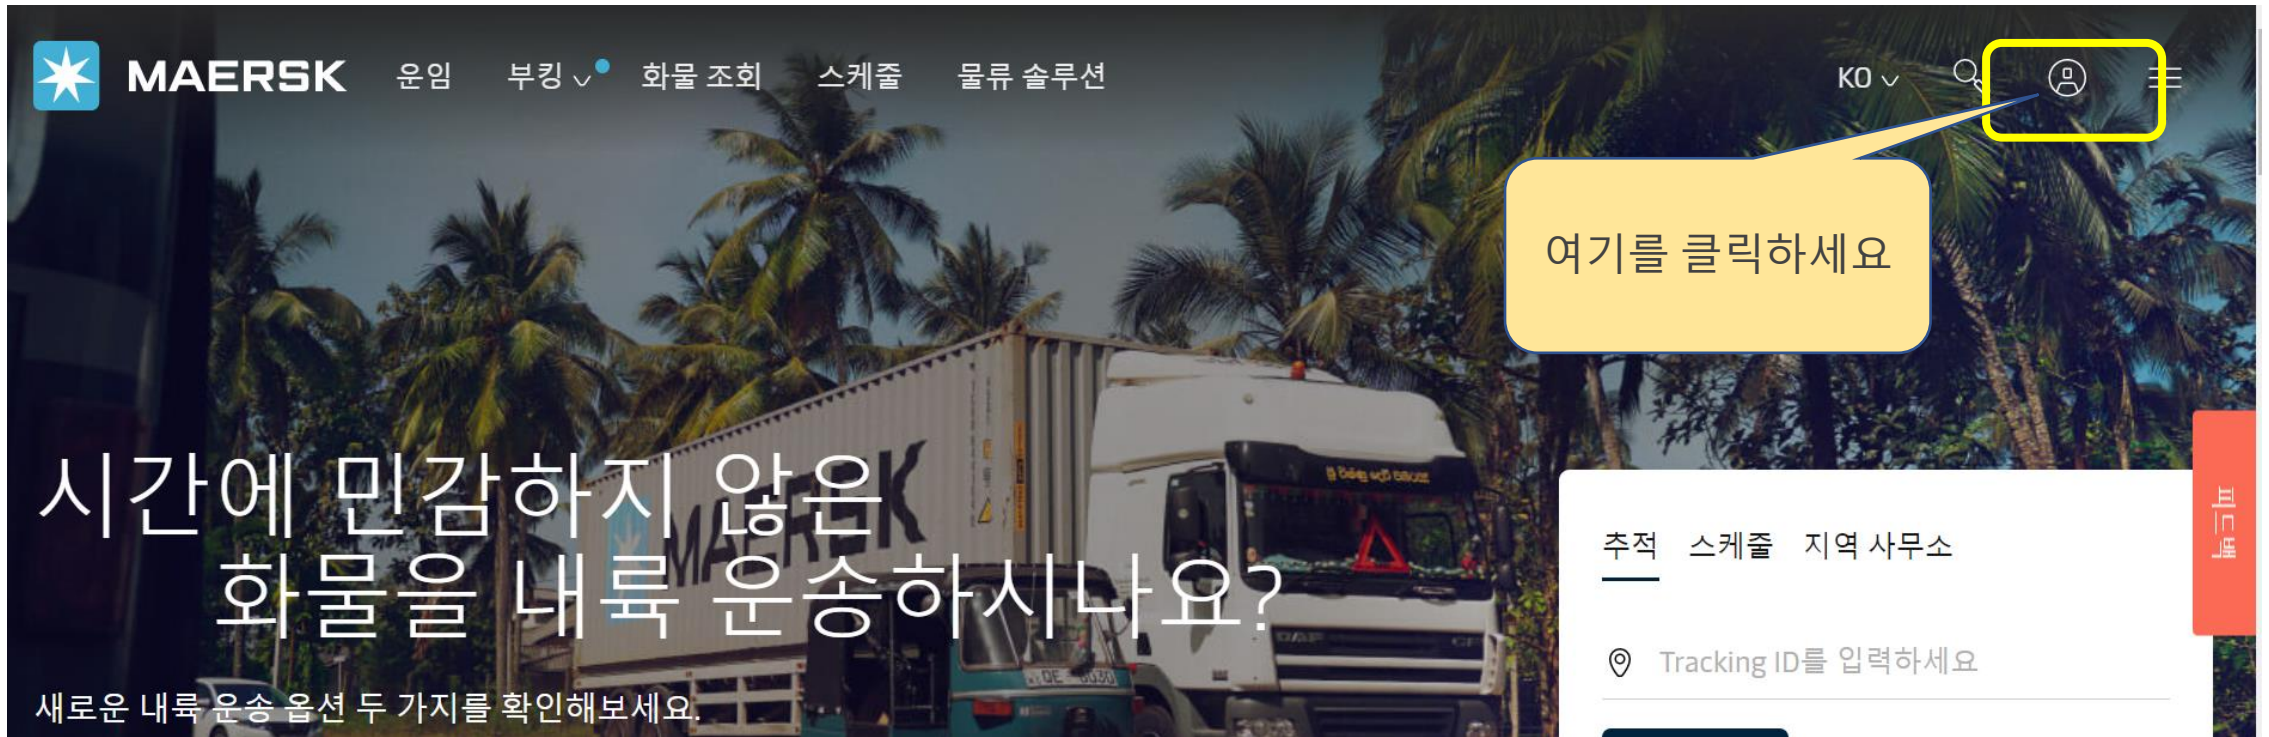 MAERSK 운임 부킹 화물 조회 스케줄 물류 솔루션 KO
여기를 클릭하세요
시간에 민감하지 않은
화물을 내륙 운송하시나요?
새로운 내륙 운송 옵션 두 가지를 확인해보세요.
추적 스케줄 지역 사무소
Tracking ID를 입력하세요
피드백
MAERSK
DAF
CF